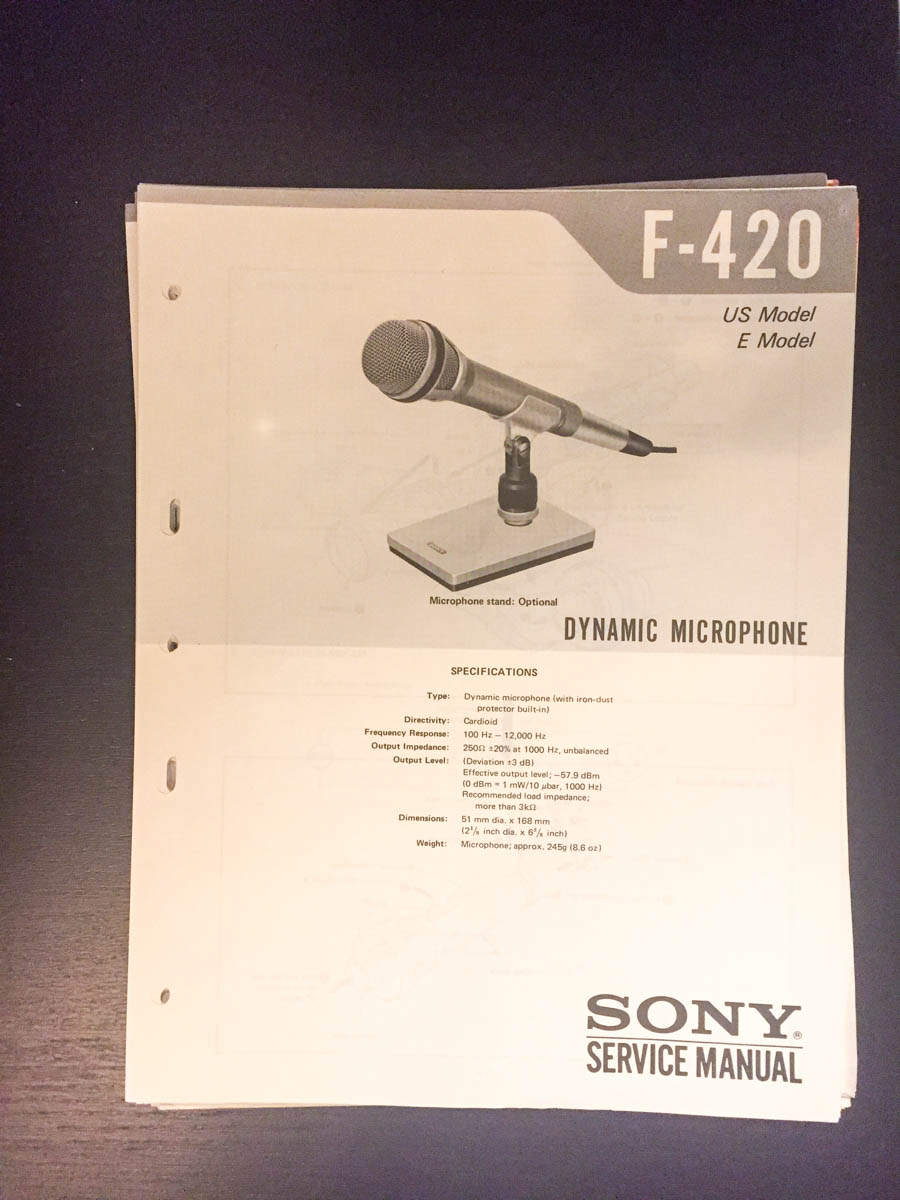 F-420
US Model
E Model
SONY
Microphone stand: Optional
DYNAMIC MICROPHONE
SPECIFICATIONS
Type: Dynamic microphone (with iron-dust
protector built-in)
Directivity: Cardioid
Frequency Response: 100 Hz – 12,000 Hz
Output Impedance: 250Ω ±20% at 1000 Hz, unbalanced
Output Level: (Deviation ±3 dB)
Effective output level; –57.9 dBm
(0 dBm = 1 mW/10 μbar, 1000 Hz)
Recommended load impedance;
more than 3kΩ
Dimensions: 51 mm dia. x 168 mm
inch dia. x inch)
Weight: Microphone; approx. 245g (8.6 oz)
SONY®
SERVICE MANUAL